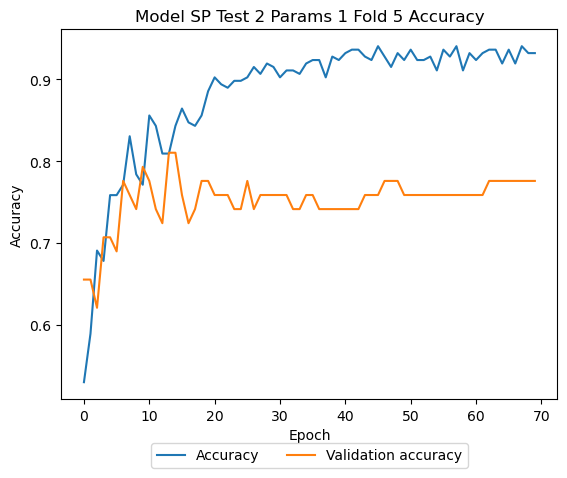 Model SP Test 2 Params 1 Fold 5 Accuracy
Accuracy
0.9
0.8
0.7
0.6
0 10 20 30 40 50 60 70
Epoch
Accuracy Validation accuracy